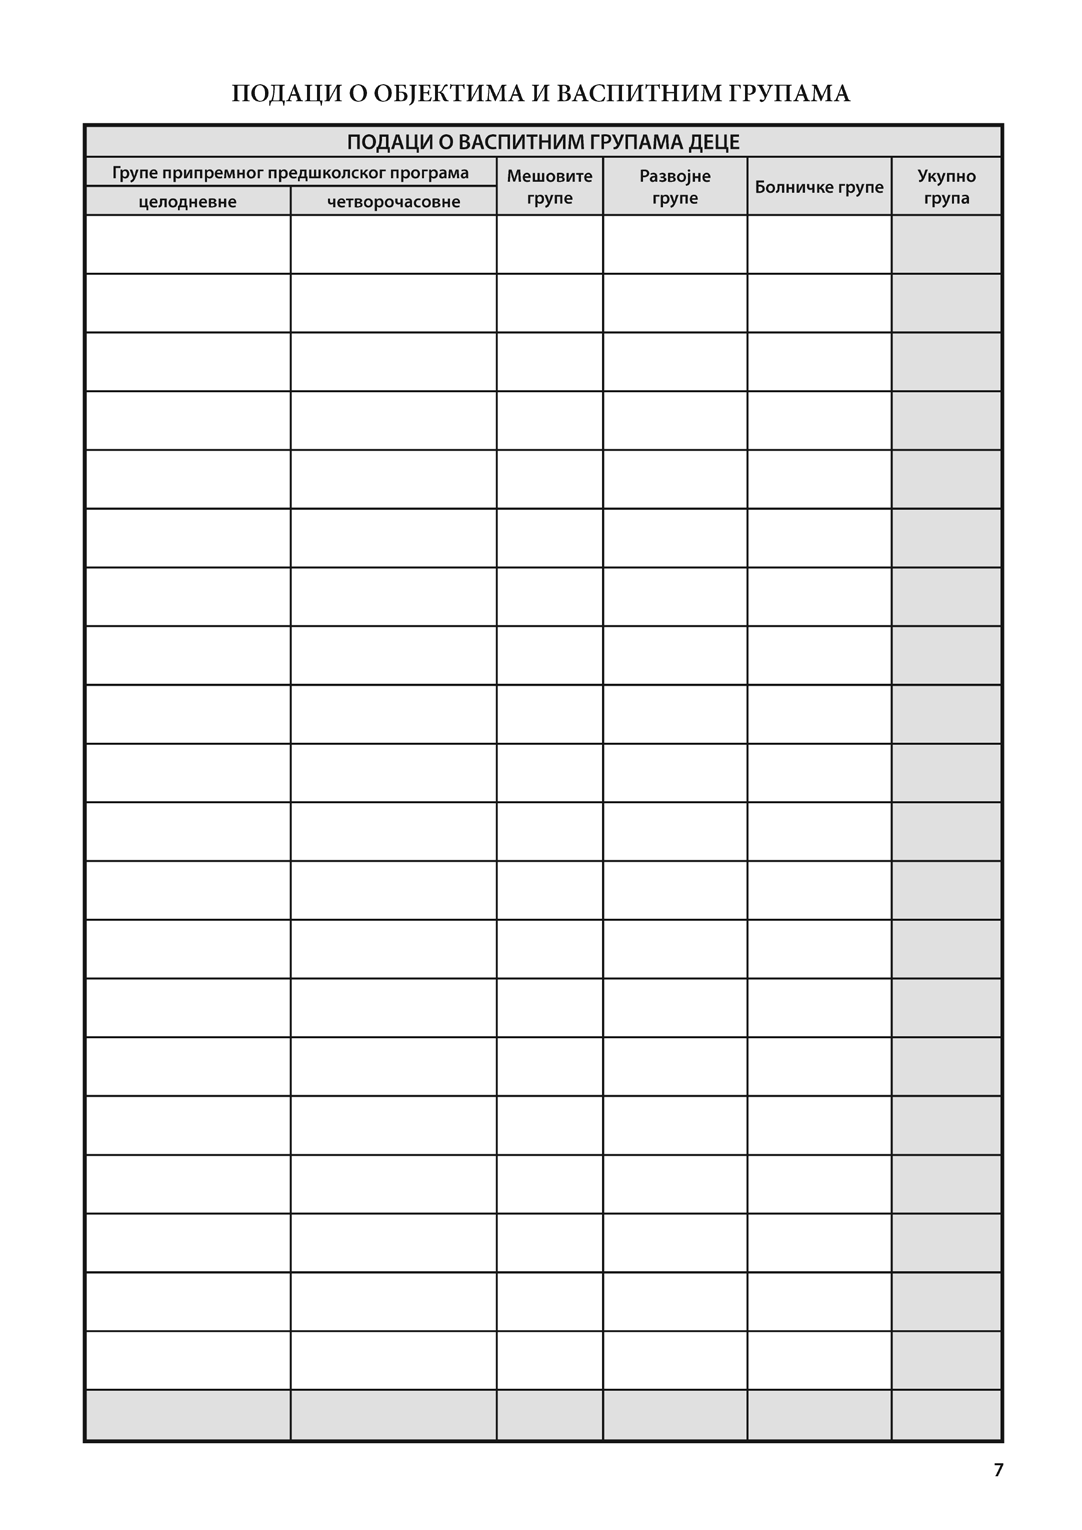 ПОДАЦИ О ОБЈЕКТИМА И ВАСПИТНИМ ГРУПАМА
ПОДАЦИ О ВАСПИТНИМ ГРУПАМА ДЕЦЕ
Групе припремног предшколског програма
целодневне
четворочасовне
Мешовите
групе
Развојне
групе
Болничке групе
Укупно
група
7